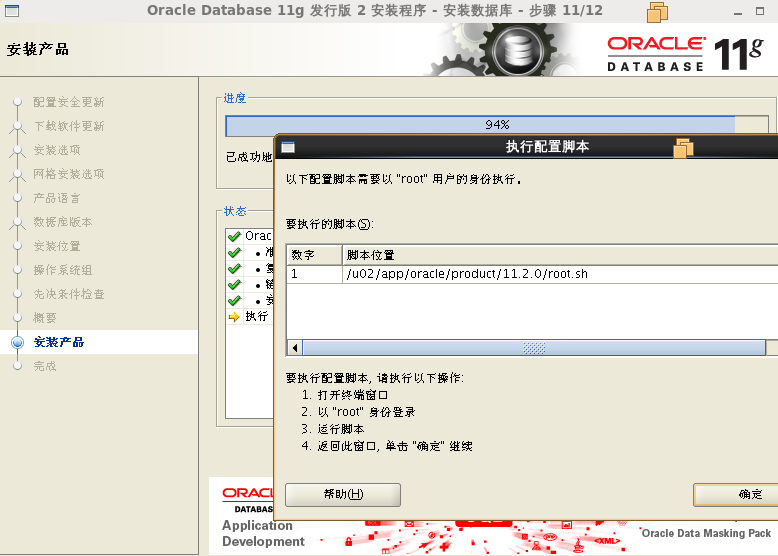 Oracle Database 11g 发行版 2 安装程序 - 安装数据库 - 步骤 11/12
安装产品
ORACLE
DATABASE
11g
配置安全更新
下载软件更新
安装选项
网格安装选项
产品语言
数据库版本
安装位置
操作系统组
先决条件检查
概要
安装产品
完成
进度
94%
已成功地
状态
Orac
准
复
链
安
执行
执行配置脚本
以下配置脚本需要以 "root" 用户的身份执行。
要执行的脚本(S):
数字 脚本位置
1 /u02/app/oracle/product/11.2.0/root.sh
要执行配置脚本, 请执行以下操作:
1. 打开终端窗口
2. 以 "root" 身份登录
3. 运行脚本
4. 返回此窗口, 单击 "确定" 继续
帮助(H)
确定
ORACL
DATABAS
Application
Development
<XML>
Oracle Data Masking Pack